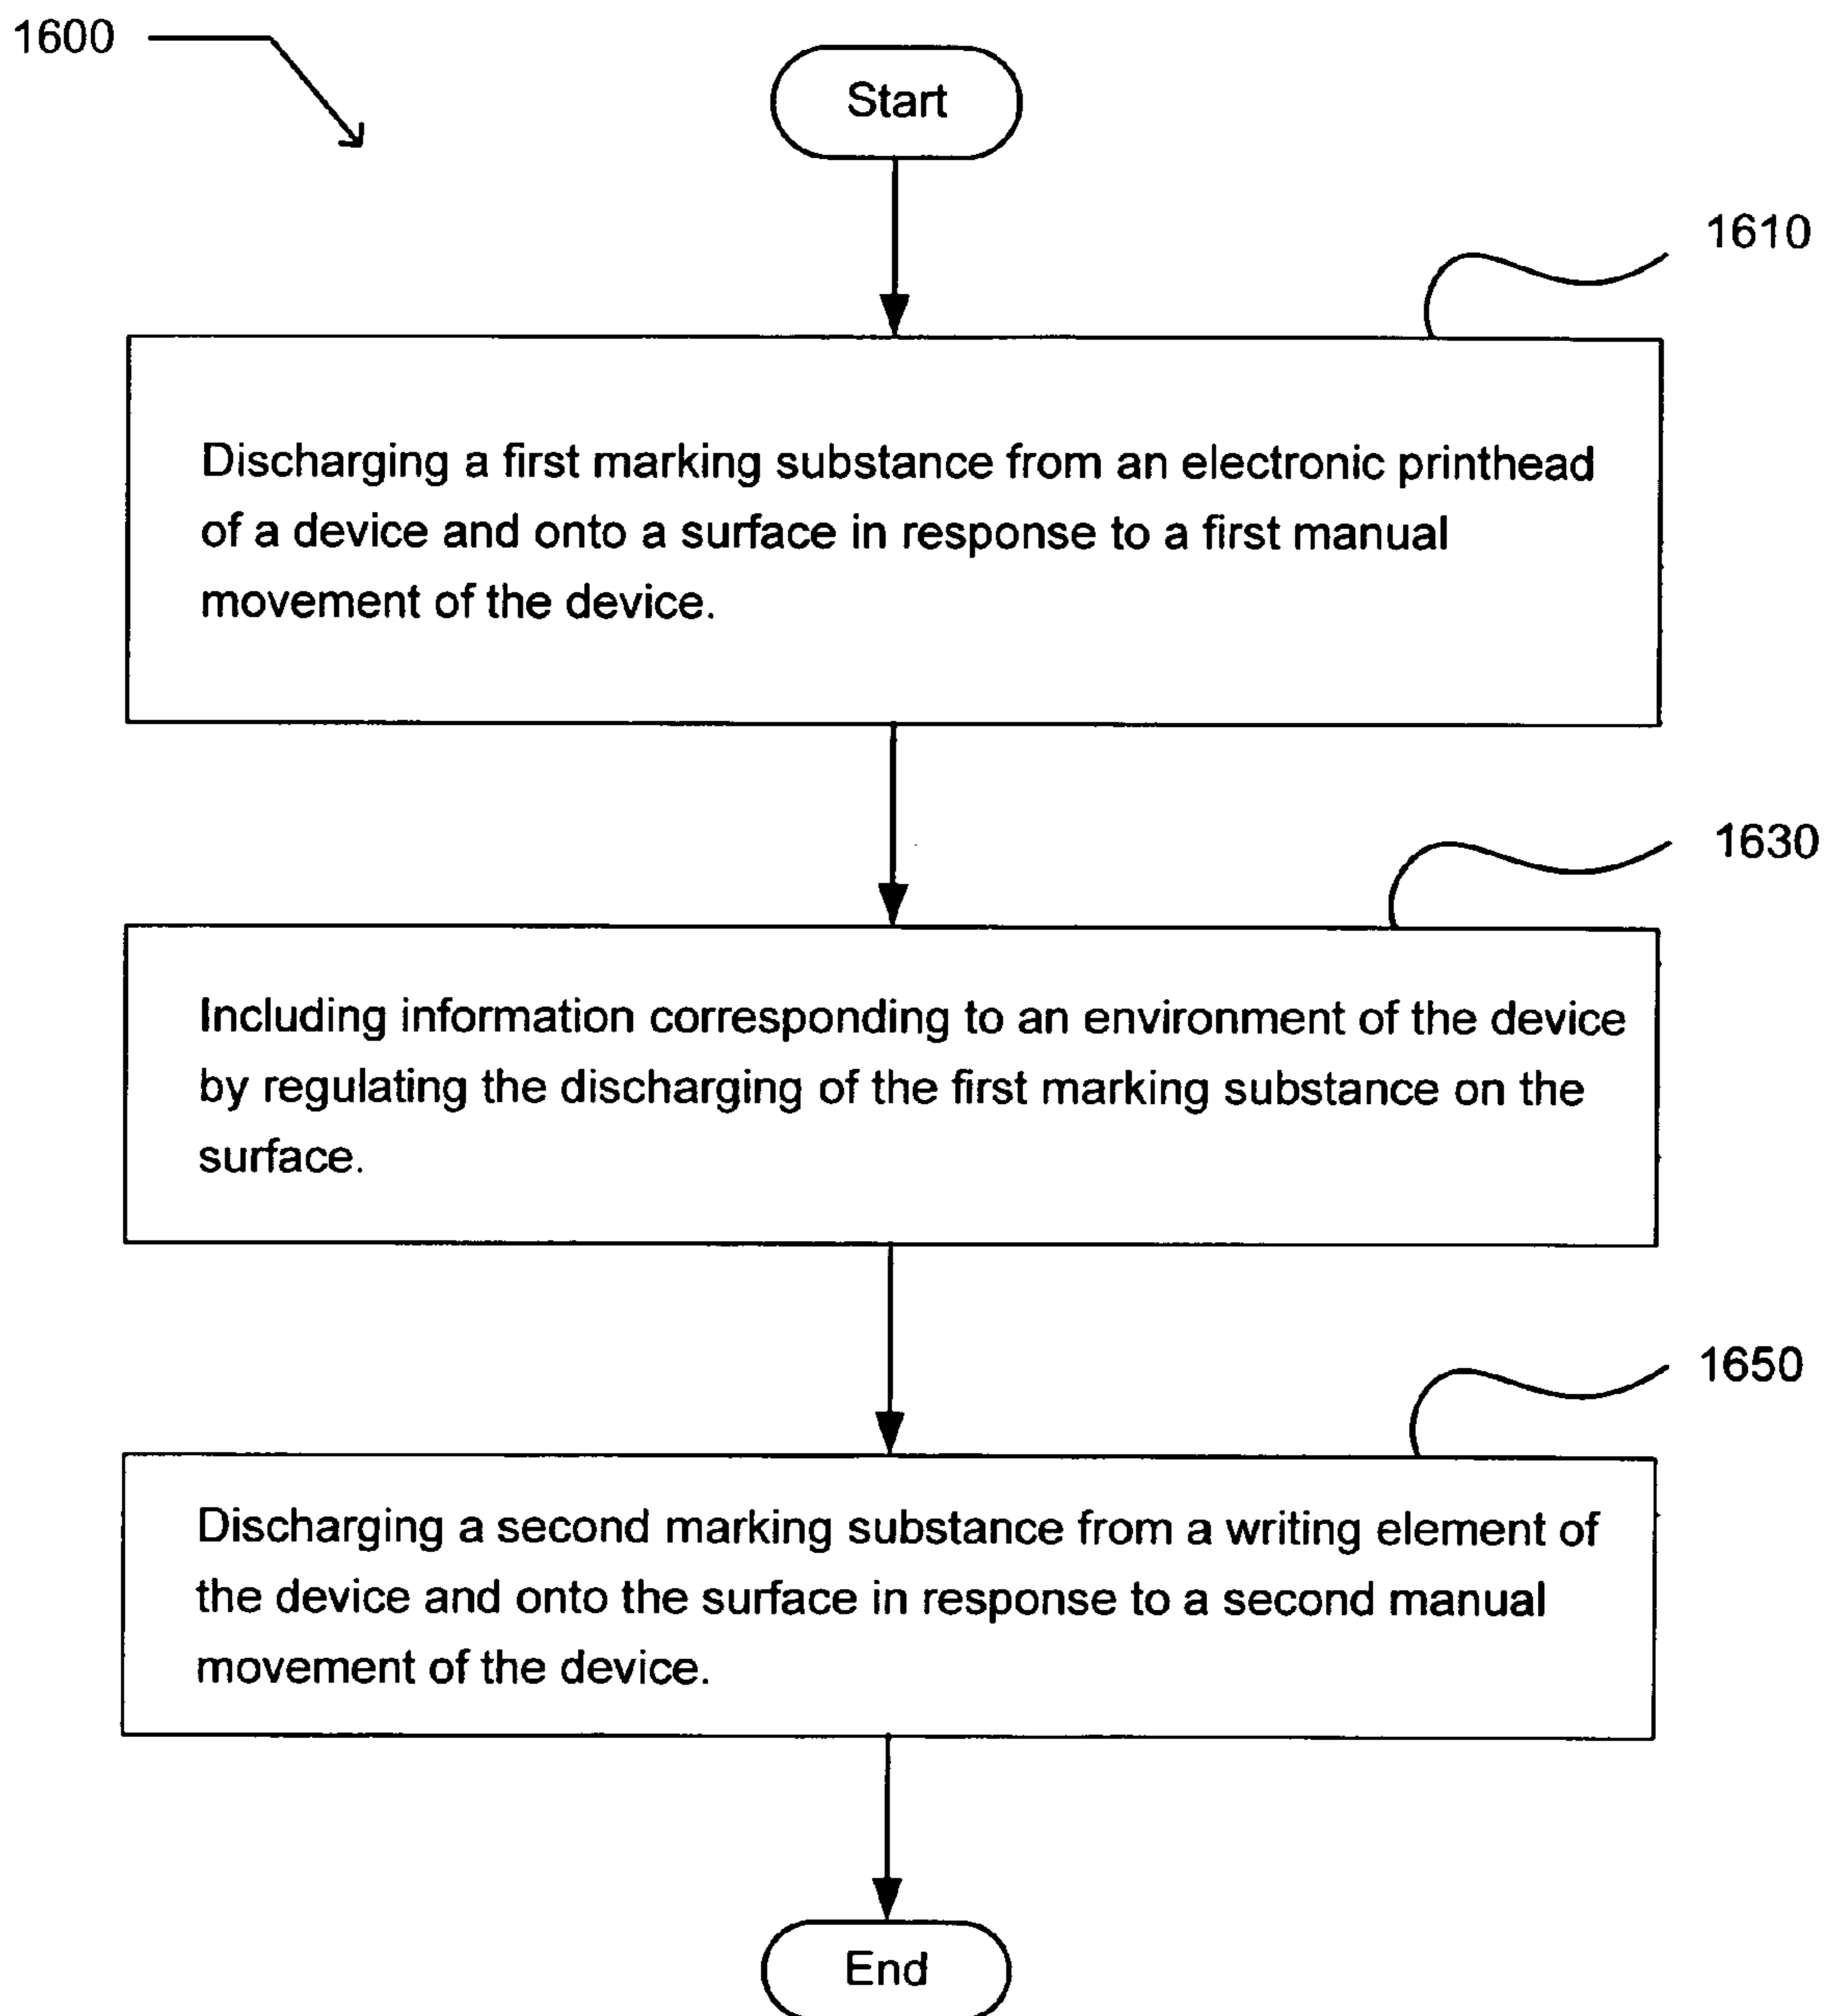 1600
Start
1610
Discharging a first marking substance from an electronic printhead
of a device and onto a surface in response to a first manual
movement of the device.
1630
Including information corresponding to an environment of the device
by regulating the discharging of the first marking substance on the
surface.
1650
Discharging a second marking substance from a writing element of
the device and onto the surface in response to a second manual
movement of the device.
End